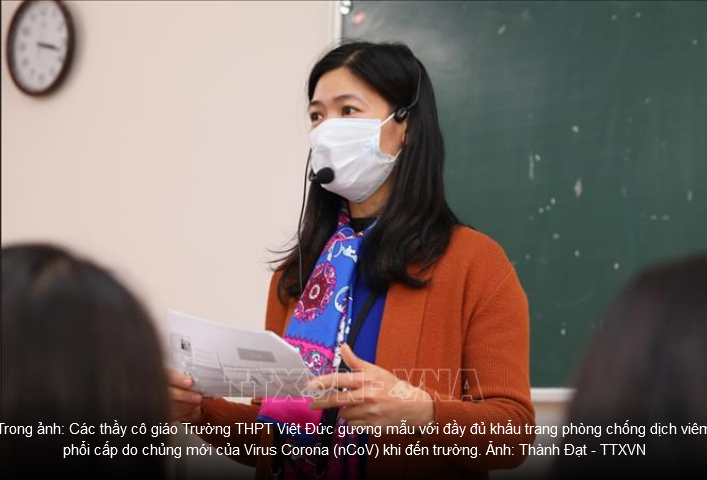 TTXVN - VNA
Trong ảnh: Các thầy cô giáo Trường THPT Việt Đức gương mẫu với đầy đủ khẩu trang phòng chống dịch viêm
phổi cấp do chủng mới của Virus Corona (nCoV) khi đến trường. Ảnh: Thành Đạt - TTXVN